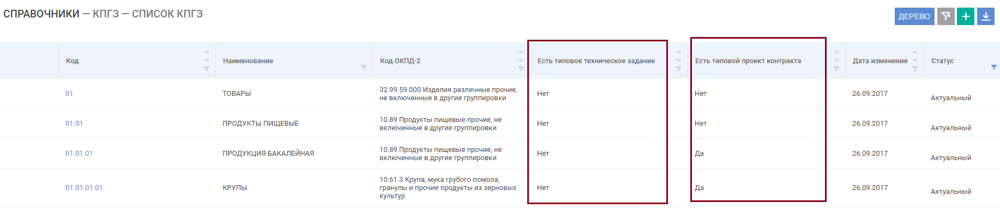 СПРАВОЧНИКИ — КПГЗ — СПИСОК КПГЗ
ДЕРЕВО
Код
Наименование
Код ОКПД-2
Есть типовое техническое задание
Есть типовой проект контракта
Дата изменения
Статус
01
ТОВАРЫ
32.99.59.000 Изделия различные прочие,
не включенные в другие группировки
Нет
Нет
26.09.2017
Актуальный
01.01
ПРОДУКТЫ ПИЩЕВЫЕ
10.89 Продукты пищевые прочие, не
включенные в другие группировки
Нет
Нет
26.09.2017
Актуальный
01.01.01
ПРОДУКЦИЯ БАКАЛЕЙНАЯ
10.89 Продукты пищевые прочие, не
включенные в другие группировки
Нет
Да
26.09.2017
Актуальный
01.01.01.01
КРУПЫ
10.61.3 Крупа, мука грубого помола,
гранулы и прочие продукты из зерновых
культур
Нет
Да
26.09.2017
Актуальный